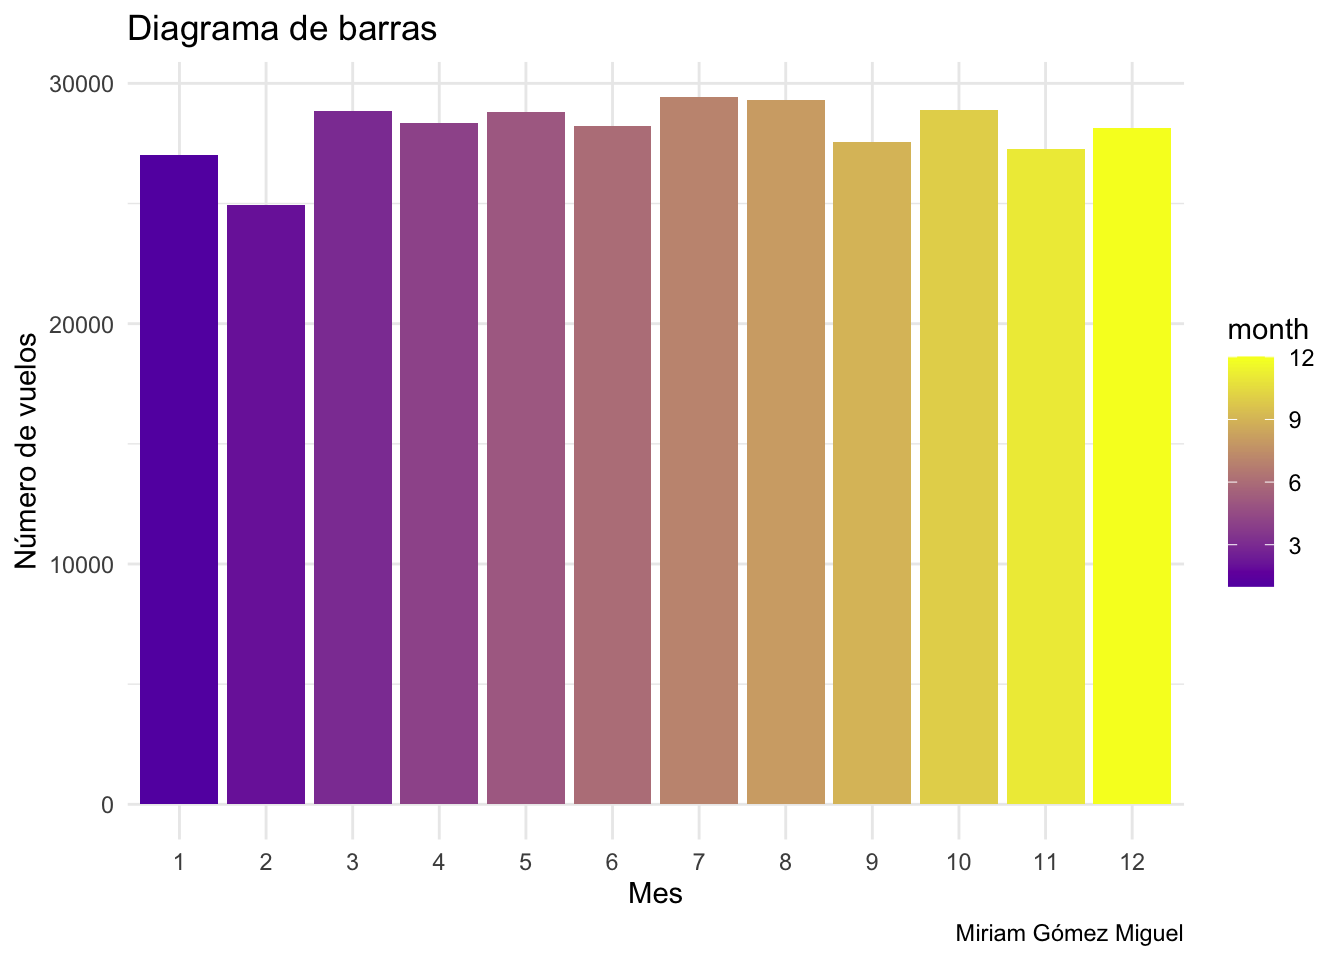 Diagrama de barras
Número de vuelos
30000
20000
10000
0
1 2 3 4 5 6 7 8 9 10 11 12
Mes
month
12
9
6
3
Miriam Gómez Miguel